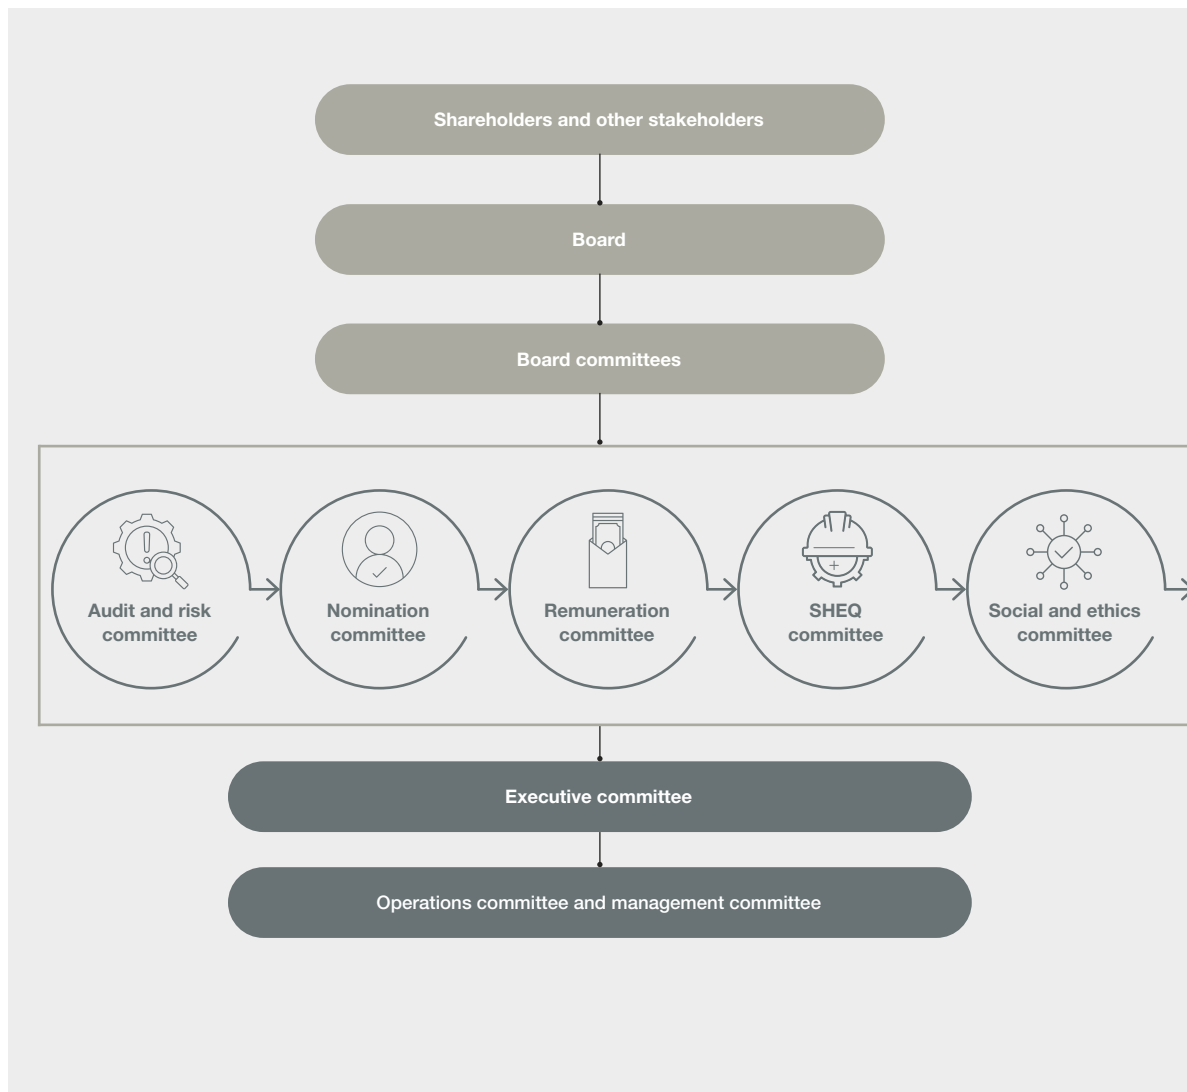 Shareholders and other stakeholders
Board
Board committees
Audit and risk
committee
Nomination
committee
Remuneration
committee
SHEQ
committee
Social and ethics
committee
Executive committee
Operations committee and management committee